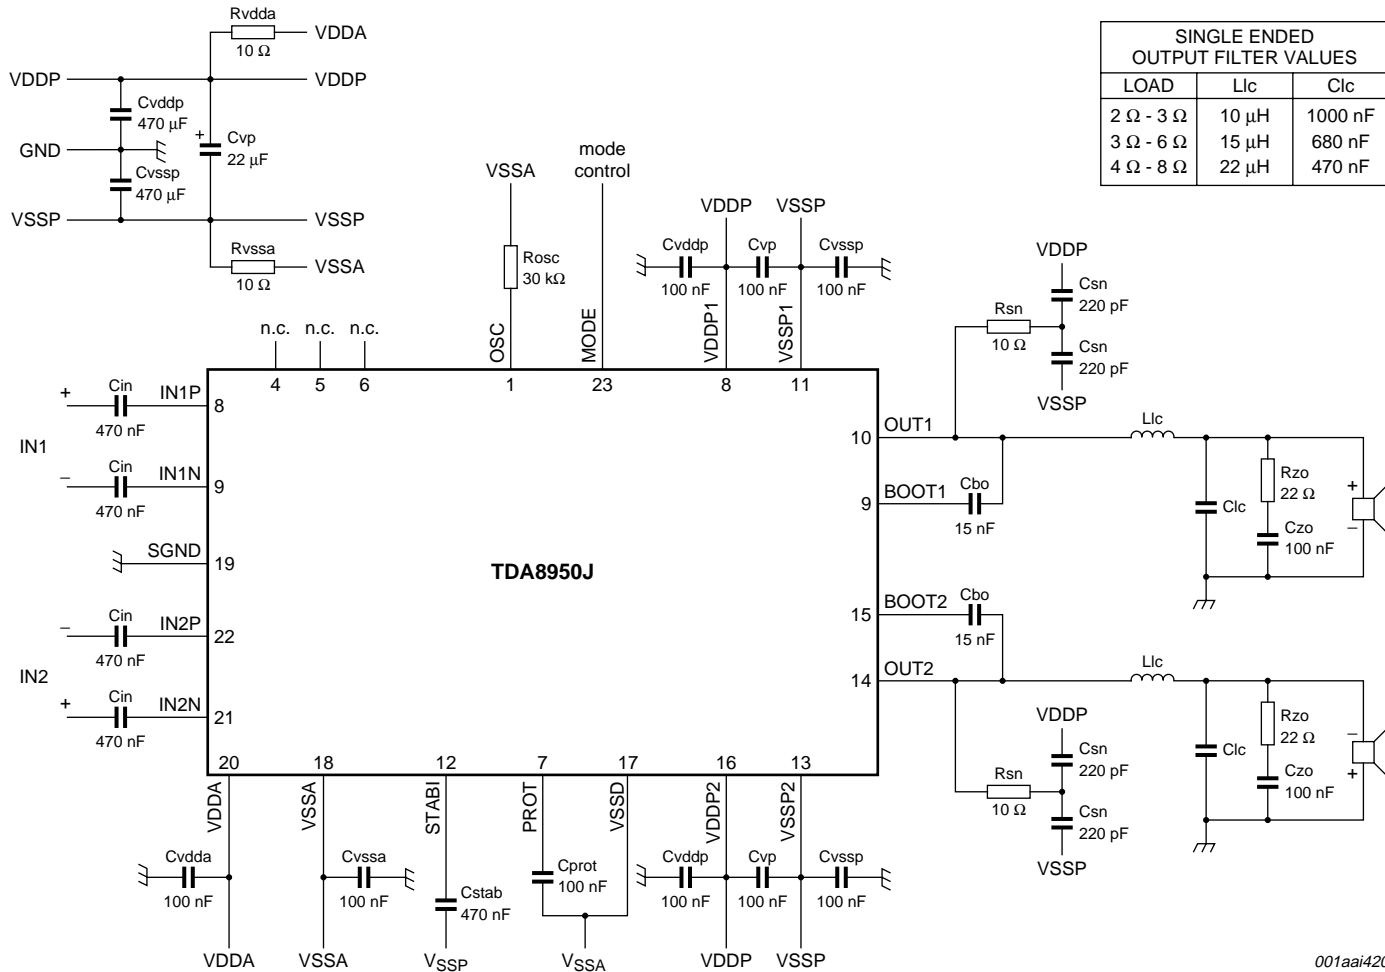 Rvdda
10 Ω
VDDA
VDDP
VDDP
Cvddp
470 μF
GND
+
Cvp
22 μF
Cvssp
470 μF
VSSP
VSSP
Rvssa
10 Ω
VSSA
SINGLE ENDED
OUTPUT FILTER VALUES
LOAD Llc Clc
2 Ω - 3 Ω 10 μH 1000 nF
3 Ω - 6 Ω 15 μH 680 nF
4 Ω - 8 Ω 22 μH 470 nF
VSSA
Rosc
30 kΩ
OSC
mode
control
MODE
VDDP
VSSP
Cvddp
100 nF
Cvp
100 nF
Cvssp
100 nF
VDDP1
VSSP1
n.c. n.c. n.c.
4 5 6 1 23 8 11
+ Cin IN1P 8
470 nF
IN1
– Cin IN1N 9
470 nF
SGND 19
– Cin IN2P 22
470 nF
IN2
+ Cin IN2N 21
470 nF
TDA8950J
VDDP
Csn
220 pF
Rsn
10 Ω
Csn
220 pF
VSSP
10 OUT1
Llc
9 BOOT1
Cbo
15 nF
Clc
Rzo
22 Ω
Czo
100 nF
+
–
15 BOOT2
Cbo
15 nF
14 OUT2
Llc
VDDP
Csn
220 pF
Rsn
10 Ω
Csn
220 pF
VSSP
Clc
Rzo
22 Ω
Czo
100 nF
–
+
20 18 12 7 17 16 13
VDDA
VSSA
STABI
PROT
VSSD
VDDP2
VSSP2
Cvdda
100 nF
Cvssa
100 nF
Cstab
470 nF
Cprot
100 nF
Cvddp
100 nF
Cvp
100 nF
Cvssp
100 nF
VDDA VSSA VSSP VSSA VDDP VSSP
001aai420